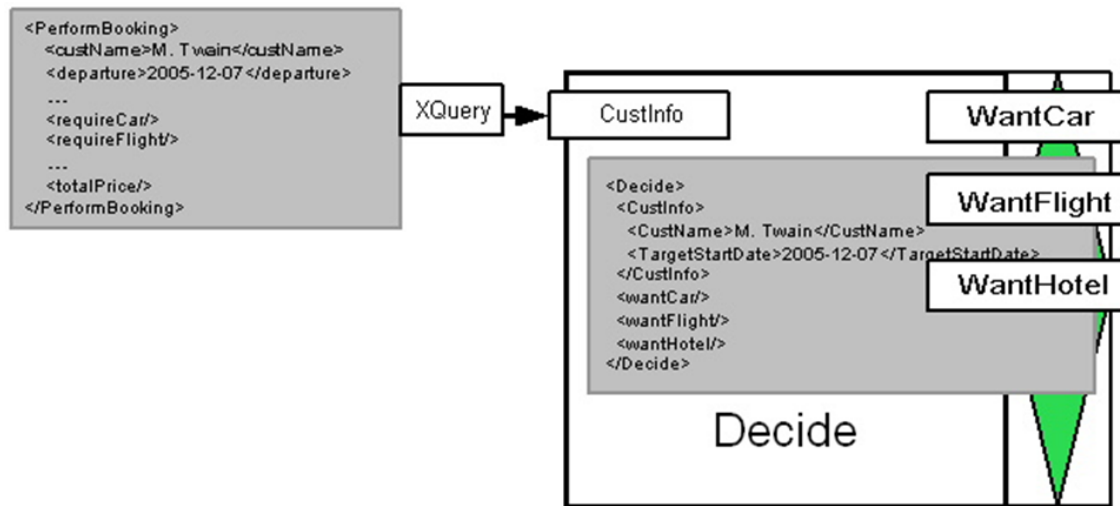 <PerformBooking>
<custName>M. Twain</custName>
<departure>2005-12-07</departure>
...
<requireCar/>
<requireFlight/>
...
<totalPrice/>
</PerformBooking>
XQuery
CustInfo
WantCar
WantFlight
WantHotel
<Decide>
<CustInfo>
<CustName>M. Twain</CustName>
<TargetStartDate>2005-12-07</TargetStartDate>
</CustInfo>
<wantCar/>
<wantFlight/>
<wantHotel/>
</Decide>
Decide